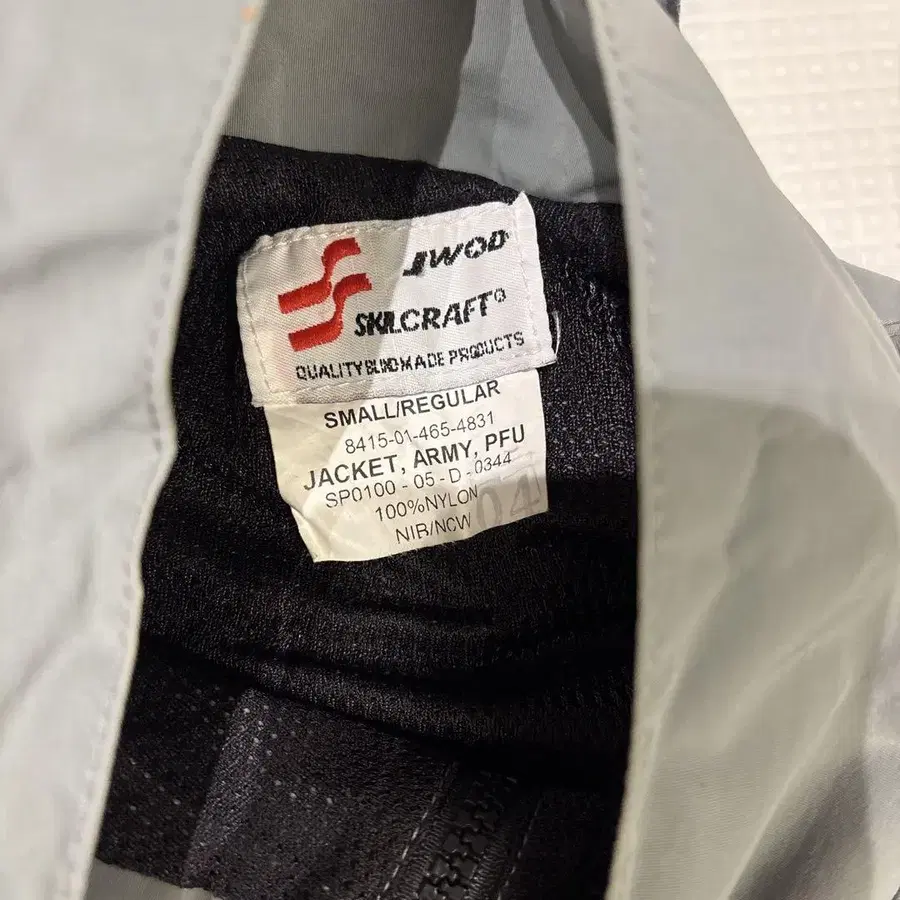 JWOD
SKILCRAFT®
QUALITY BLIND MADE PRODUCTS
SMALL/REGULAR
8415-01-465-4831
JACKET, ARMY, PFU
SP0100-05-D-0344
100%NYLON
NIB/NCW
04